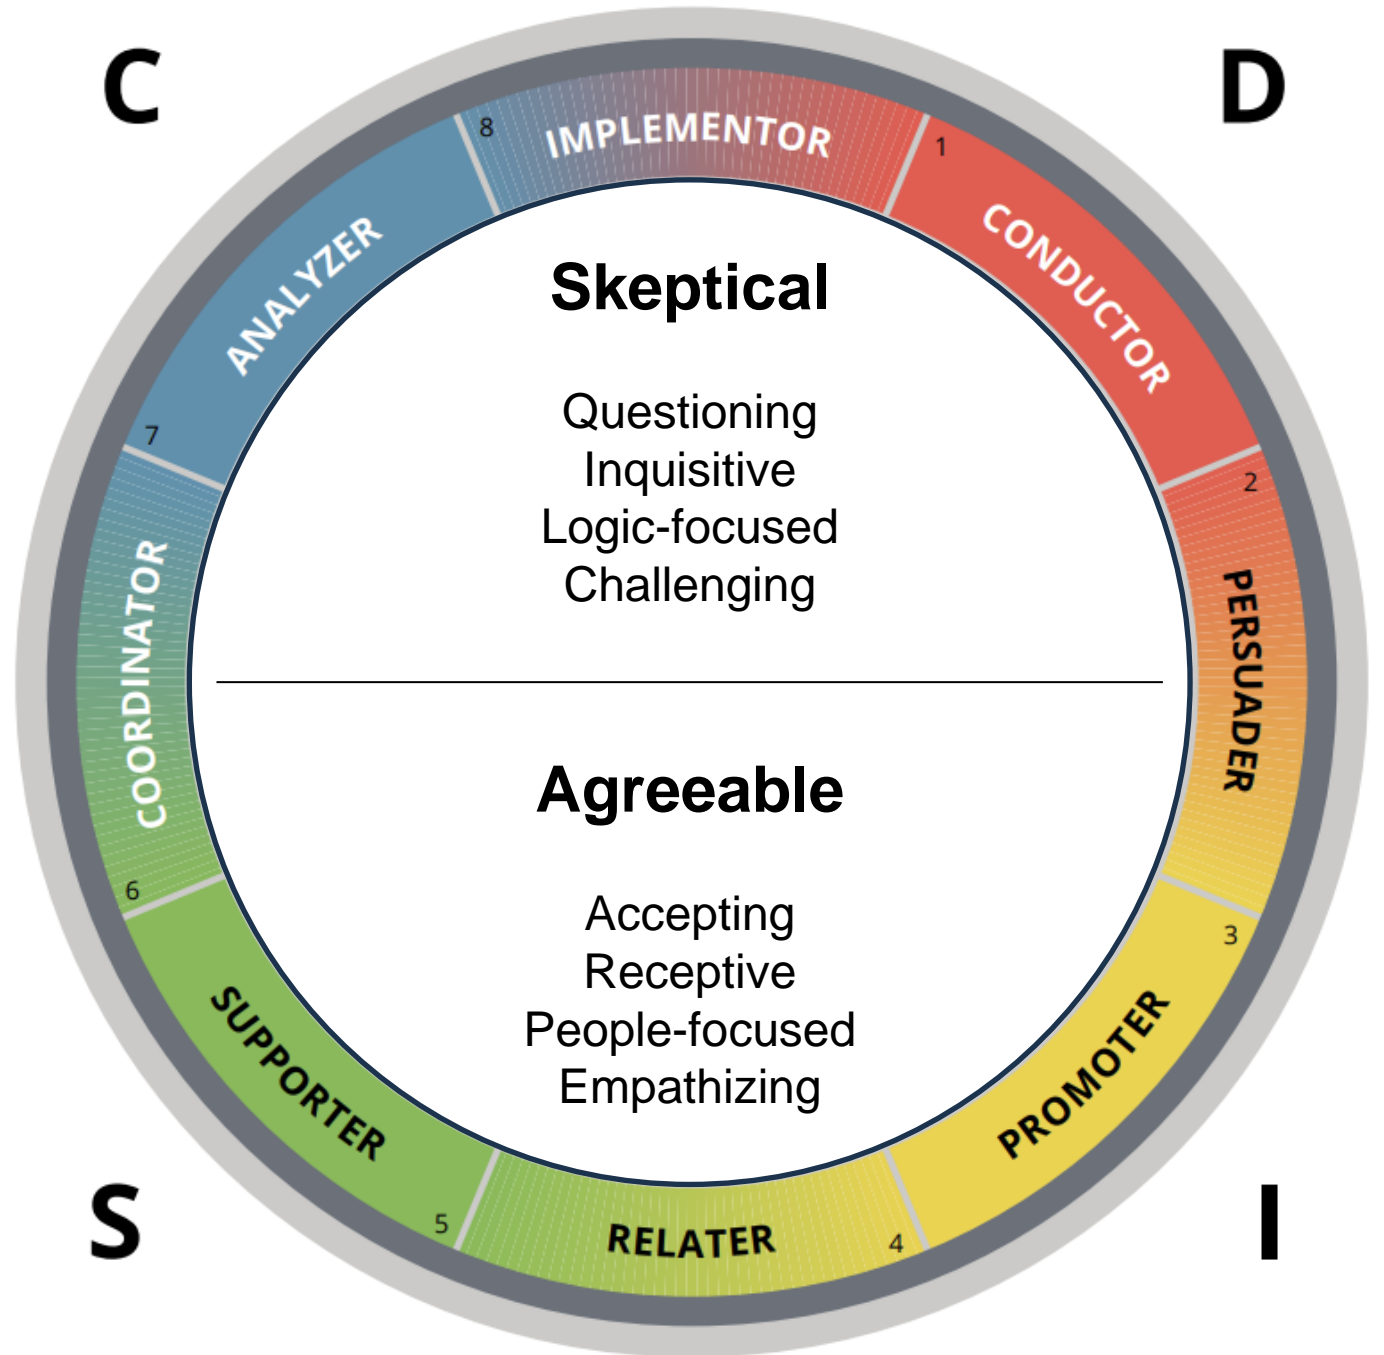 C
D
8
IMPLEMENTOR
1
CONDUCTOR
ANALYZER
7
2
Skeptical
Questioning
Inquisitive
Logic-focused
Challenging
COORDINATOR
PERSUADER
Agreeable
Accepting
Receptive
People-focused
Empathizing
6
3
SUPPORTER
PROMOTER
5
RELATER
4
S
I